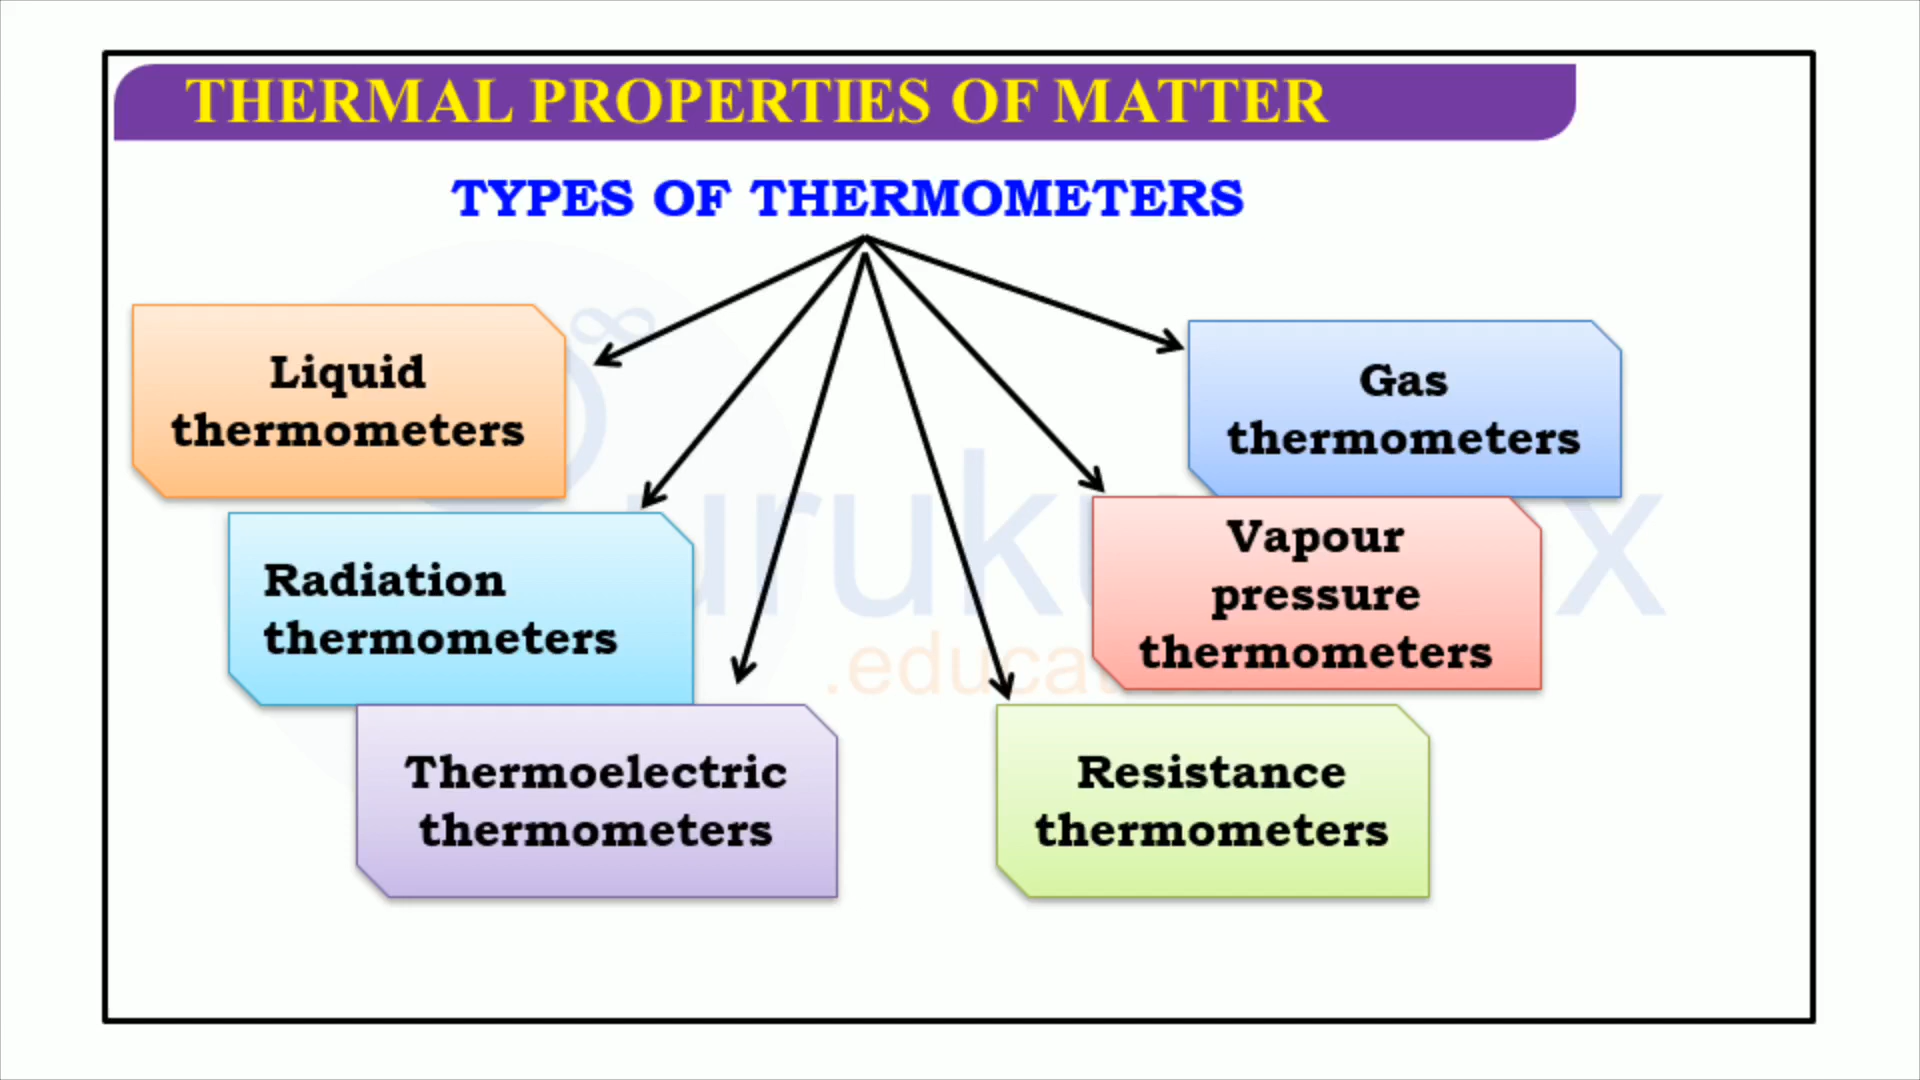 THERMAL PROPERTIES OF MATTER
TYPES OF THERMOMETERS
Liquid
thermometers
Gas
thermometers
Radiation
thermometers
Vapour
pressure
thermometers
Thermoelectric
thermometers
Resistance
thermometers